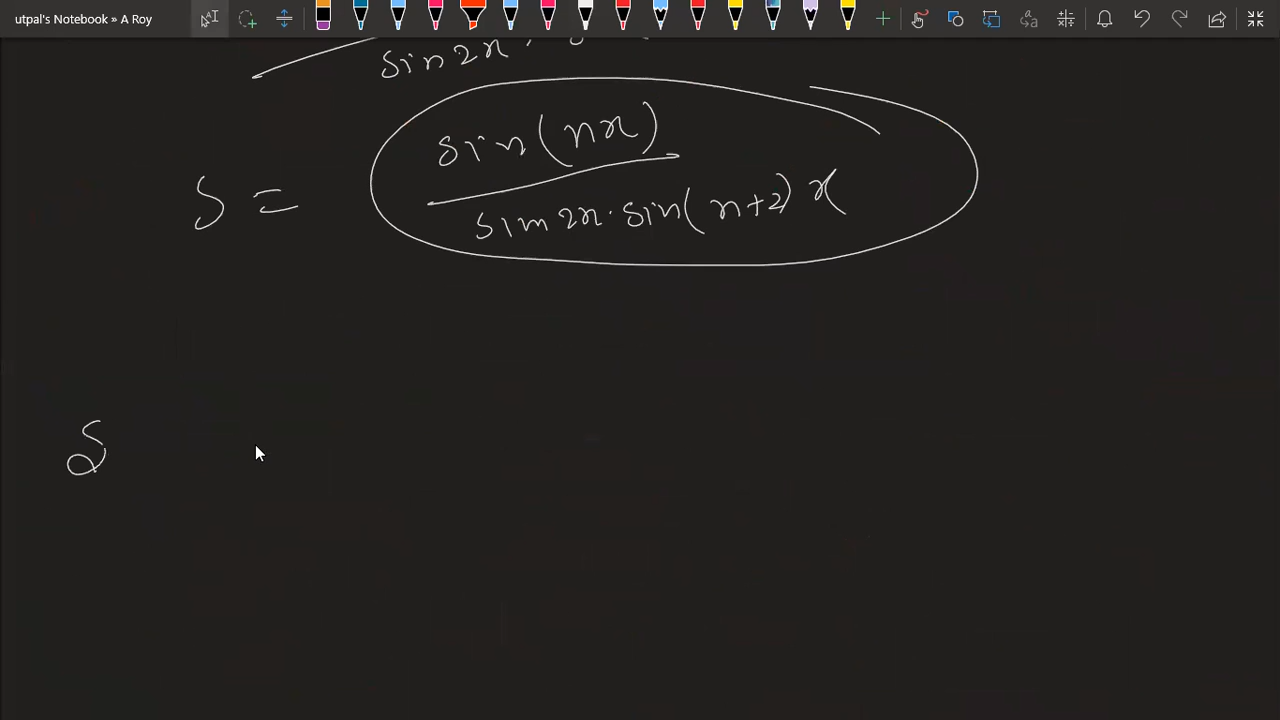 utpal's Notebook » A Roy
sin2x.
sin(nx)
S =
sin2x·sin(n+2)x
S